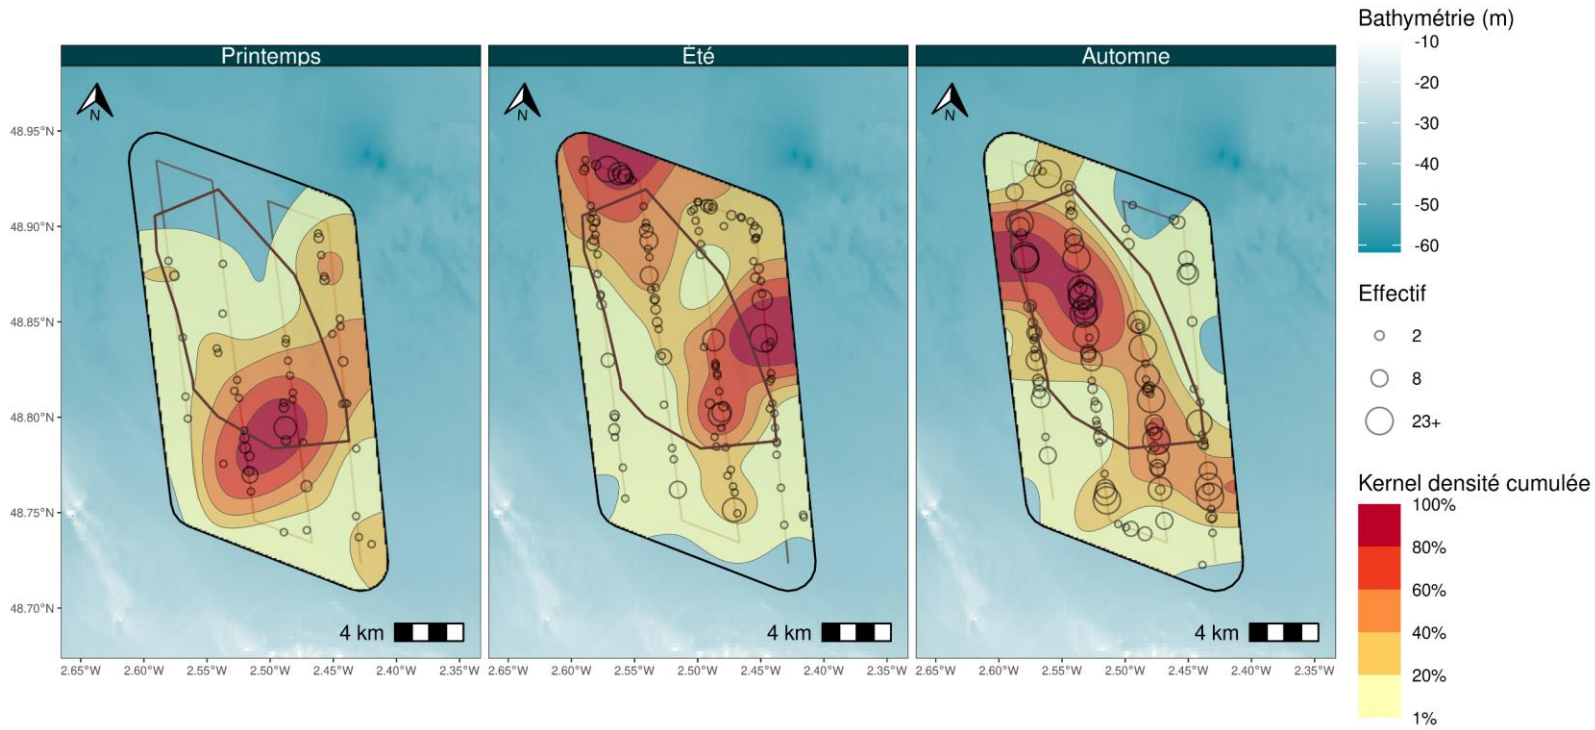 Printemps
Été
Automne
N
N
N
48.95°N
48.90°N
48.85°N
48.80°N
48.75°N
48.70°N
4 km
4 km
4 km
2.65°W 2.60°W 2.55°W 2.50°W 2.40°W 2.35°W
2.65°W 2.60°W 2.55°W 2.50°W 2.45°W 2.40°W 2.35°W
2.65°W 2.60°W 2.55°W 2.50°W 2.45°W 2.40°W 2.35°W
Bathymétrie (m)
-10
-20
-30
-40
-50
-60
Effectif
2
8
23+
Kernel densité cumulée
100%
80%
60%
40%
20%
1%